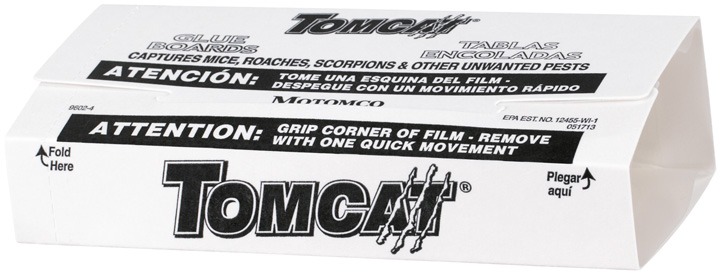 TOMCAT®
GLUE BOARDS
TABLAS ENCOLADAS
CAPTURES MICE, ROACHES, SCORPIONS & OTHER UNWANTED PESTS
ATENCIÓN: TOME UNA ESQUINA DEL FILM - DESPEGUE CON UN MOVIMIENTO RÁPIDO
MOTOMCO
9602-4
EPA EST. NO. 12455-WI-1
051713
ATTENTION: GRIP CORNER OF FILM - REMOVE WITH ONE QUICK MOVEMENT
Fold Here
Plegar aquí
TOMCAT®